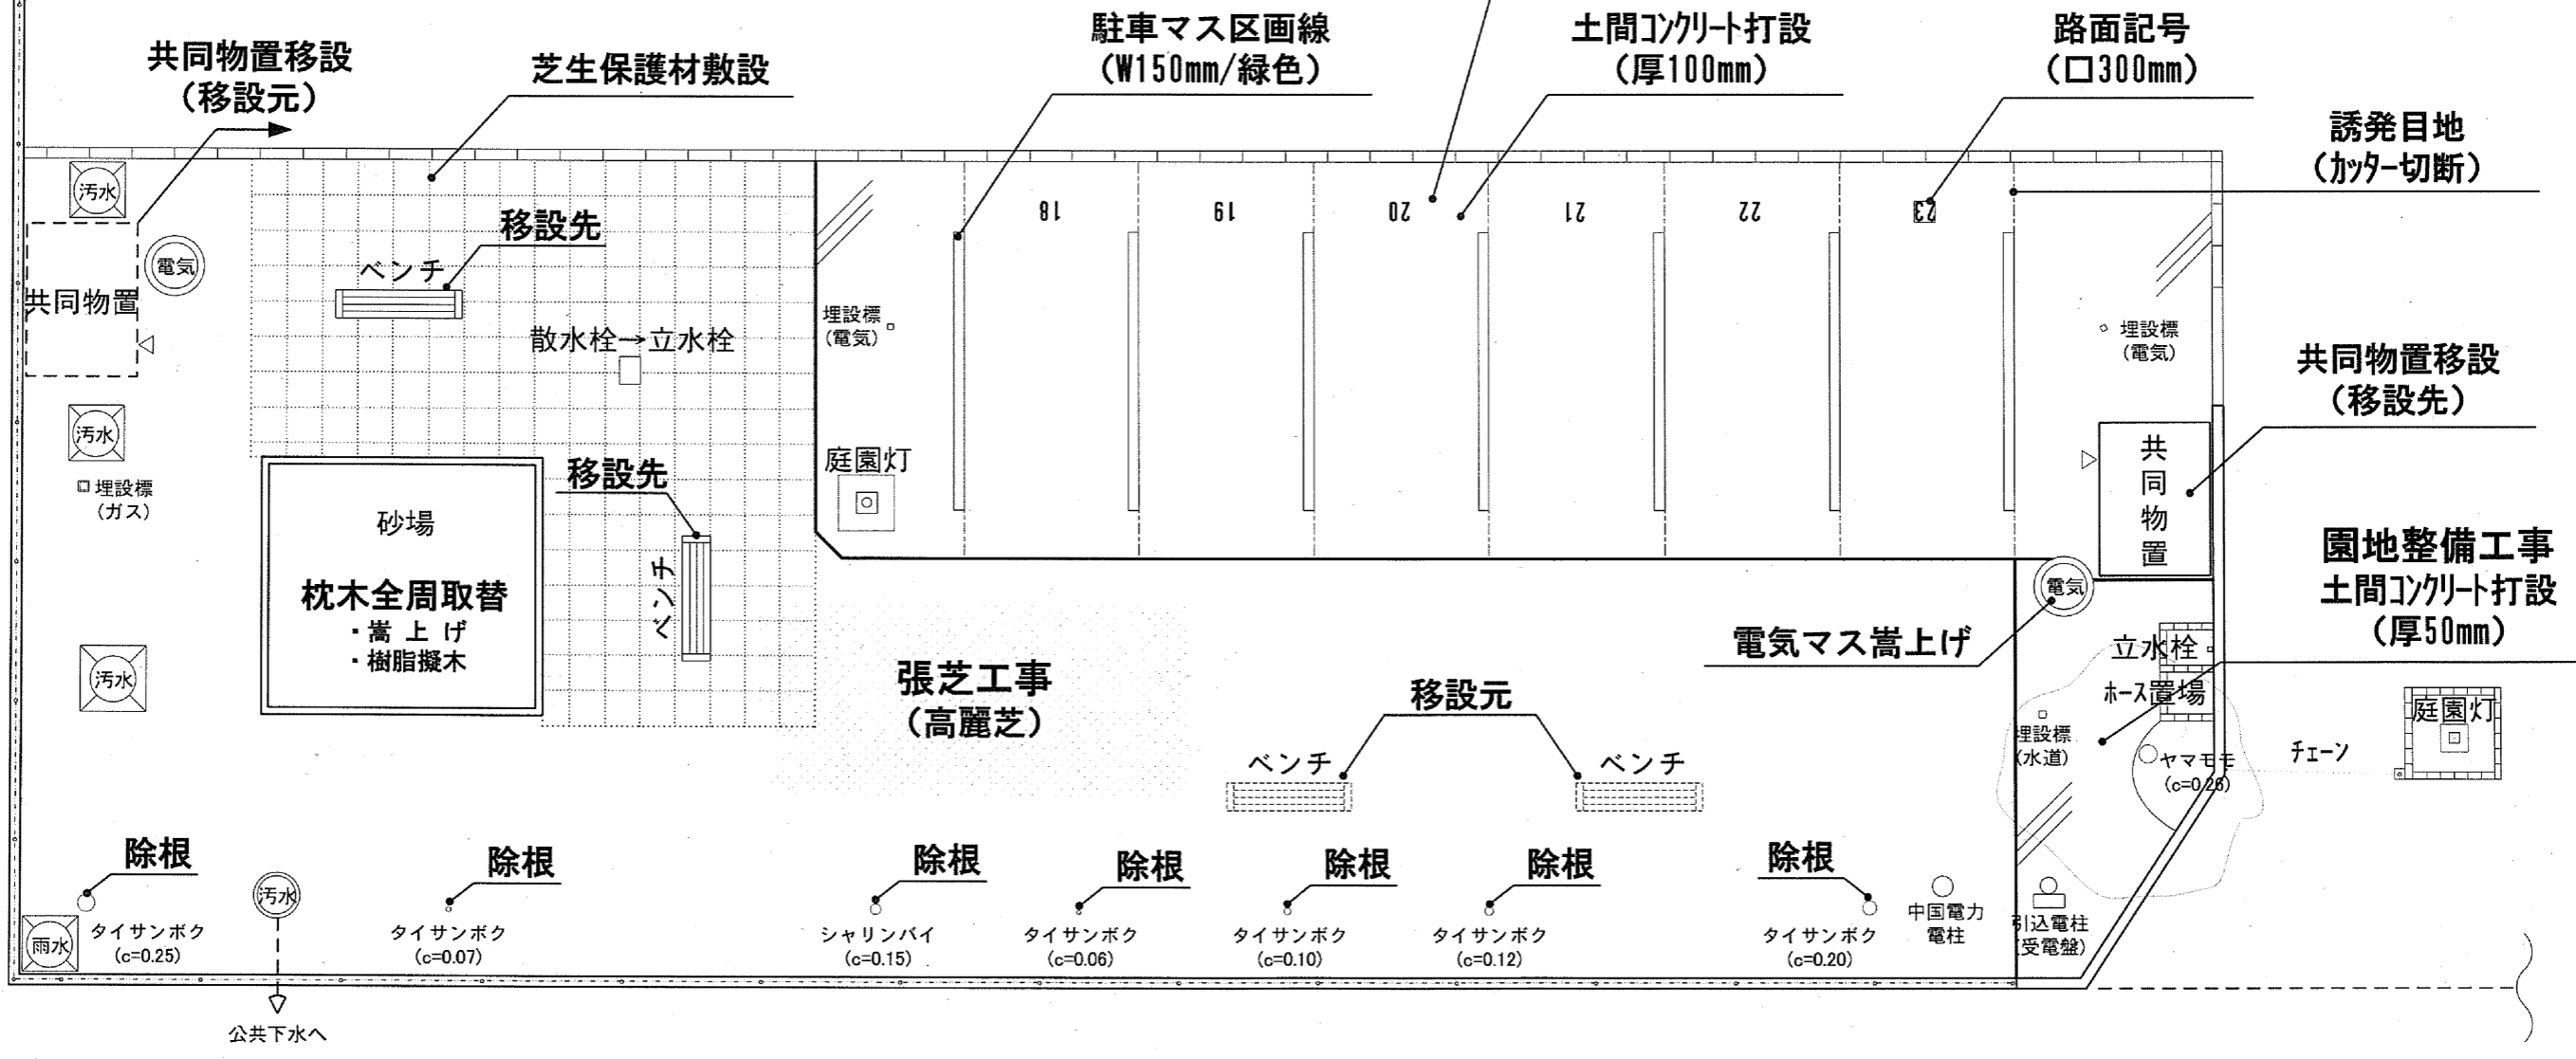 共同物置移設
(移設元)
芝生保護材敷設
駐車マス区画線
(W150mm/緑色)
土間コンクリート打設
(厚100mm)
路面記号
(口300mm)
誘発目地
(カッター切断)
汚水
電気
共同物置
移設先
ベンチ
散水栓→立水栓
18
19
20
21
22
23
埋設標
(電気)
埋設標
(電気)
共同物置移設
(移設先)
共同物置
汚水
埋設標
(ガス)
砂場
枕木全周取替
・嵩上げ
・樹脂擬木
移設先
ベンチ
庭園灯
汚水
張芝工事
(高麗芝)
電気
電気マス嵩上げ
園地整備工事
土間コンクリート打設
(厚50mm)
立水栓
ホース置場
埋設標
(水道)
ヤマモモ
(c=0.26)
チェーン
庭園灯
移設元
ベンチ
ベンチ
除根
除根
除根
除根
除根
除根
除根
汚水
雨水
タイサンボク
(c=0.25)
タイサンボク
(c=0.07)
シャリンバイ
(c=0.15)
タイサンボク
(c=0.06)
タイサンボク
(c=0.10)
タイサンボク
(c=0.12)
タイサンボク
(c=0.20)
中国電力
電柱
引込電柱
(受電盤)
公共下水へ